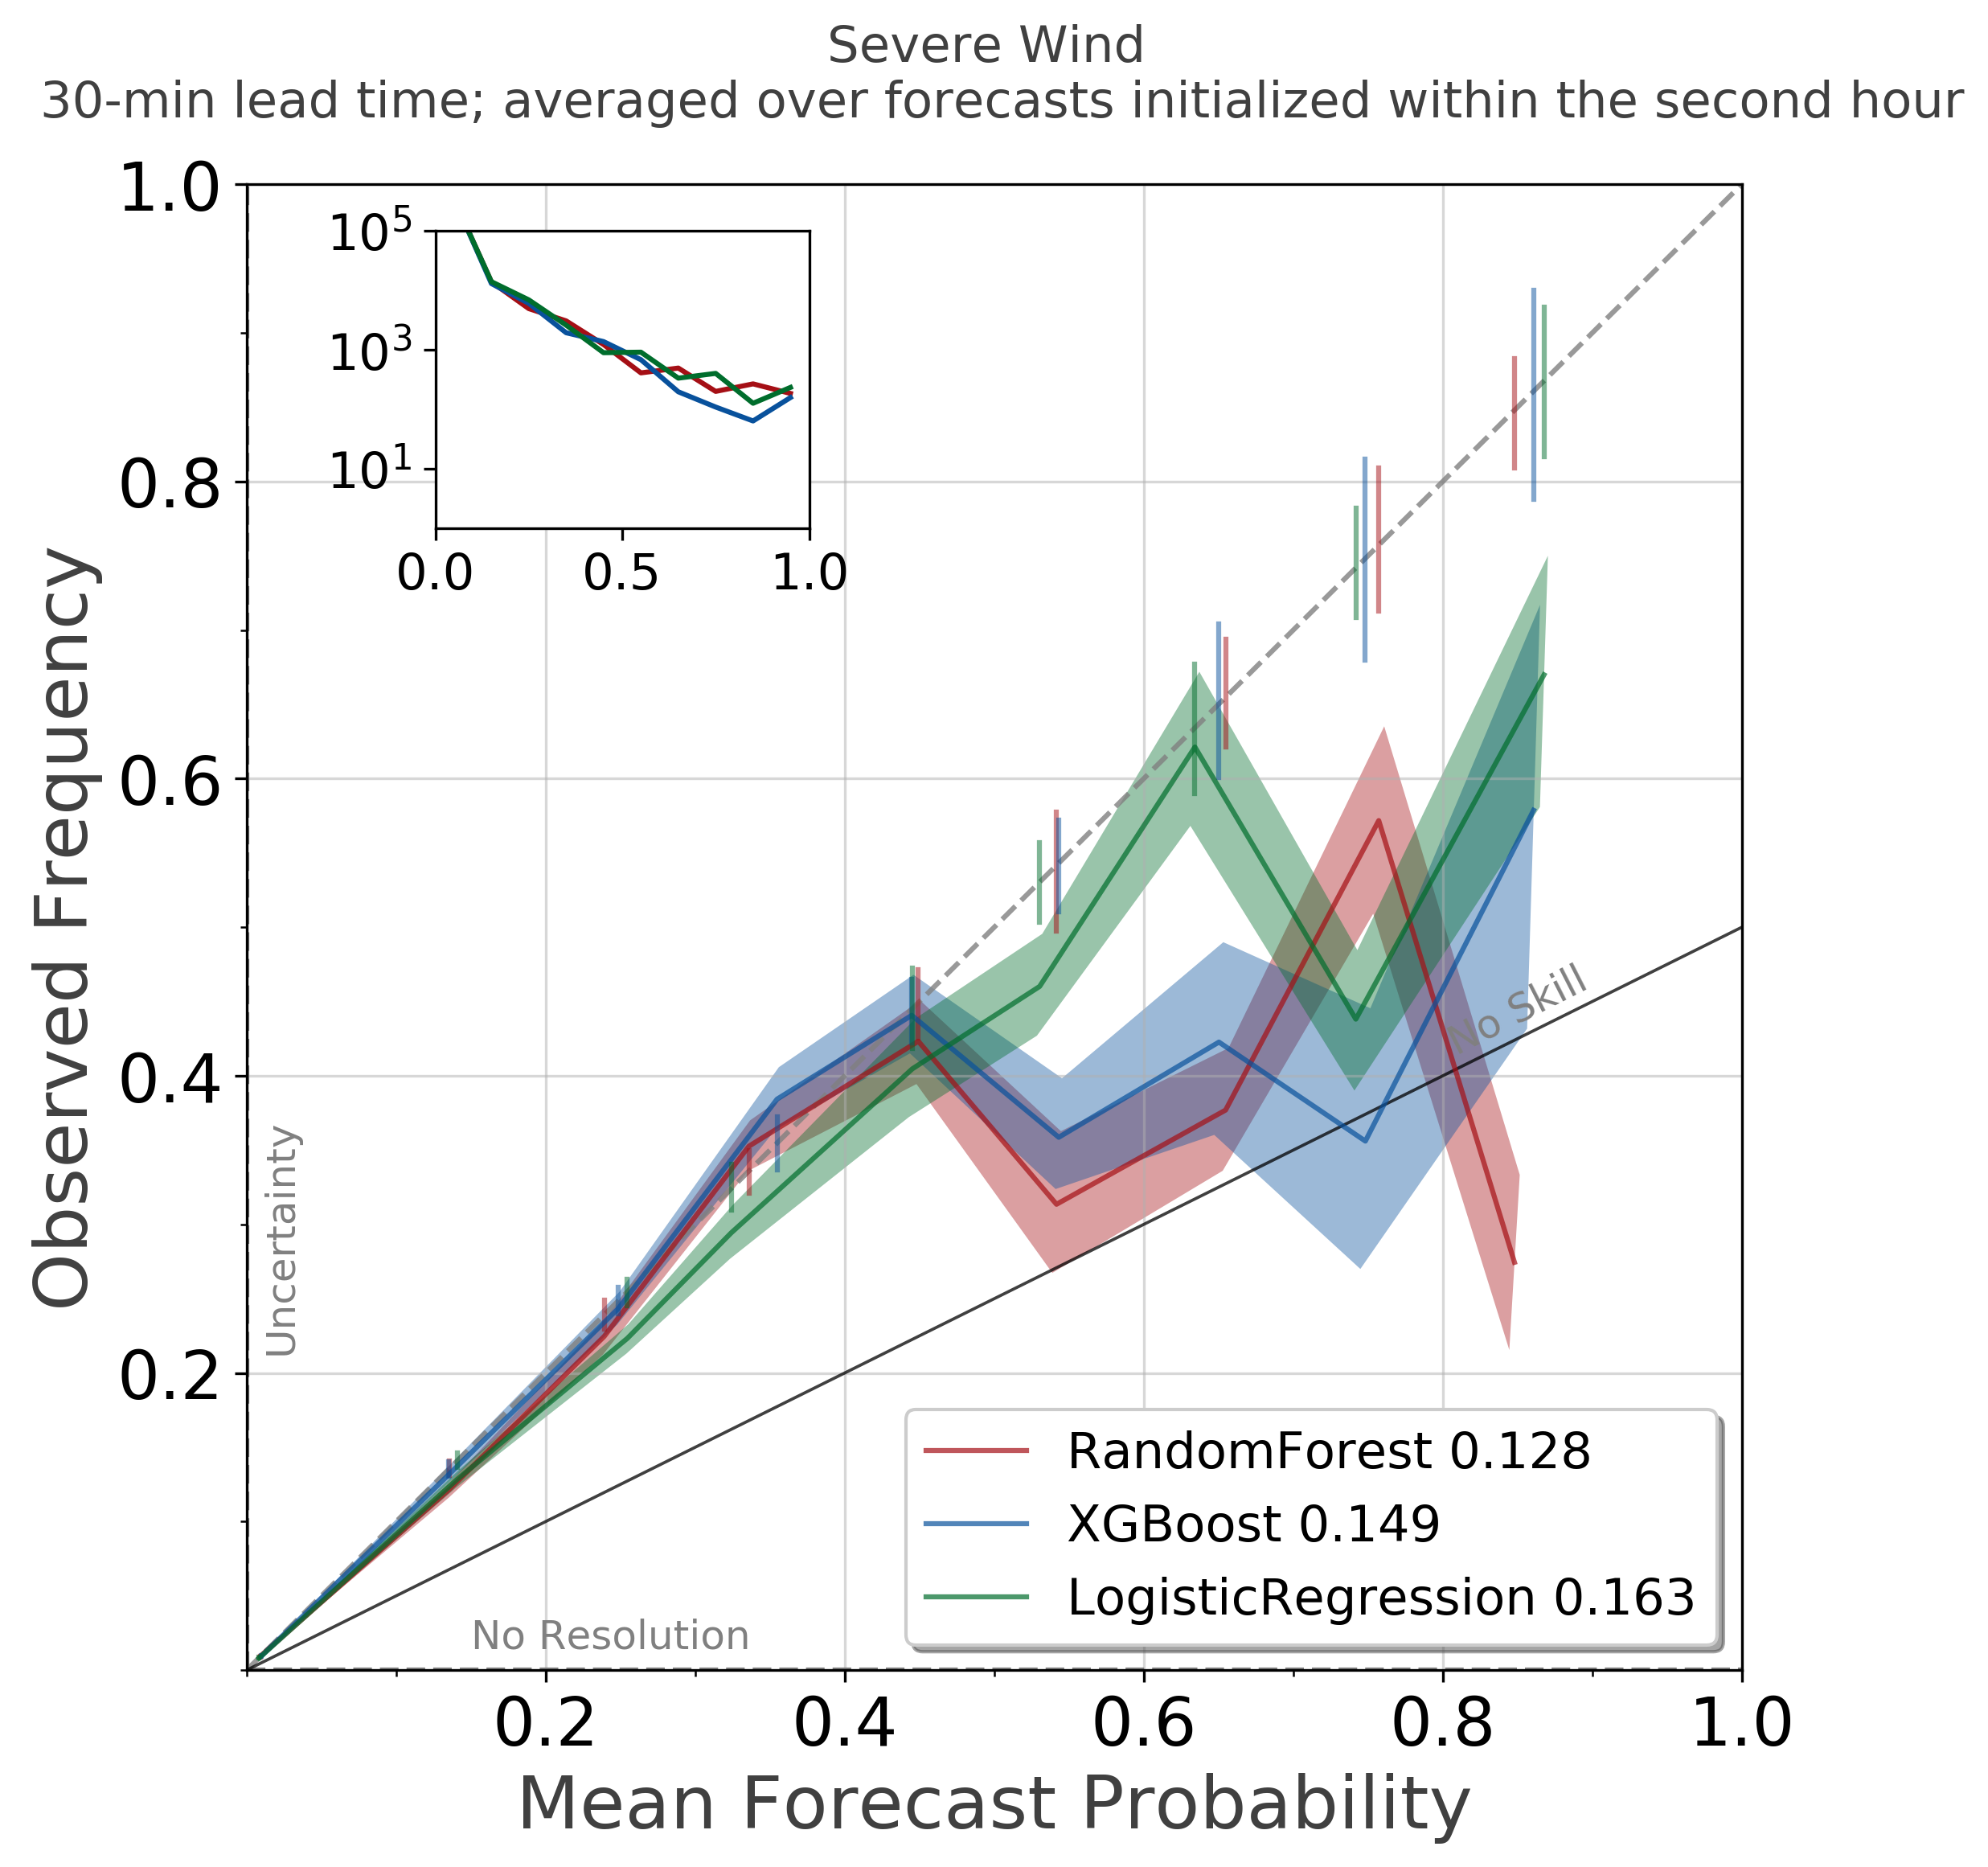 Severe Wind
30-min lead time; averaged over forecasts initialized within the second hour
1.0
0.8
0.6
0.4
0.2
Observed Frequency
10^5
10^3
10^1
0.0 0.5 1.0
Uncertainty
No Skill
No Resolution
RandomForest 0.128
XGBoost 0.149
LogisticRegression 0.163
0.2 0.4 0.6 0.8 1.0
Mean Forecast Probability